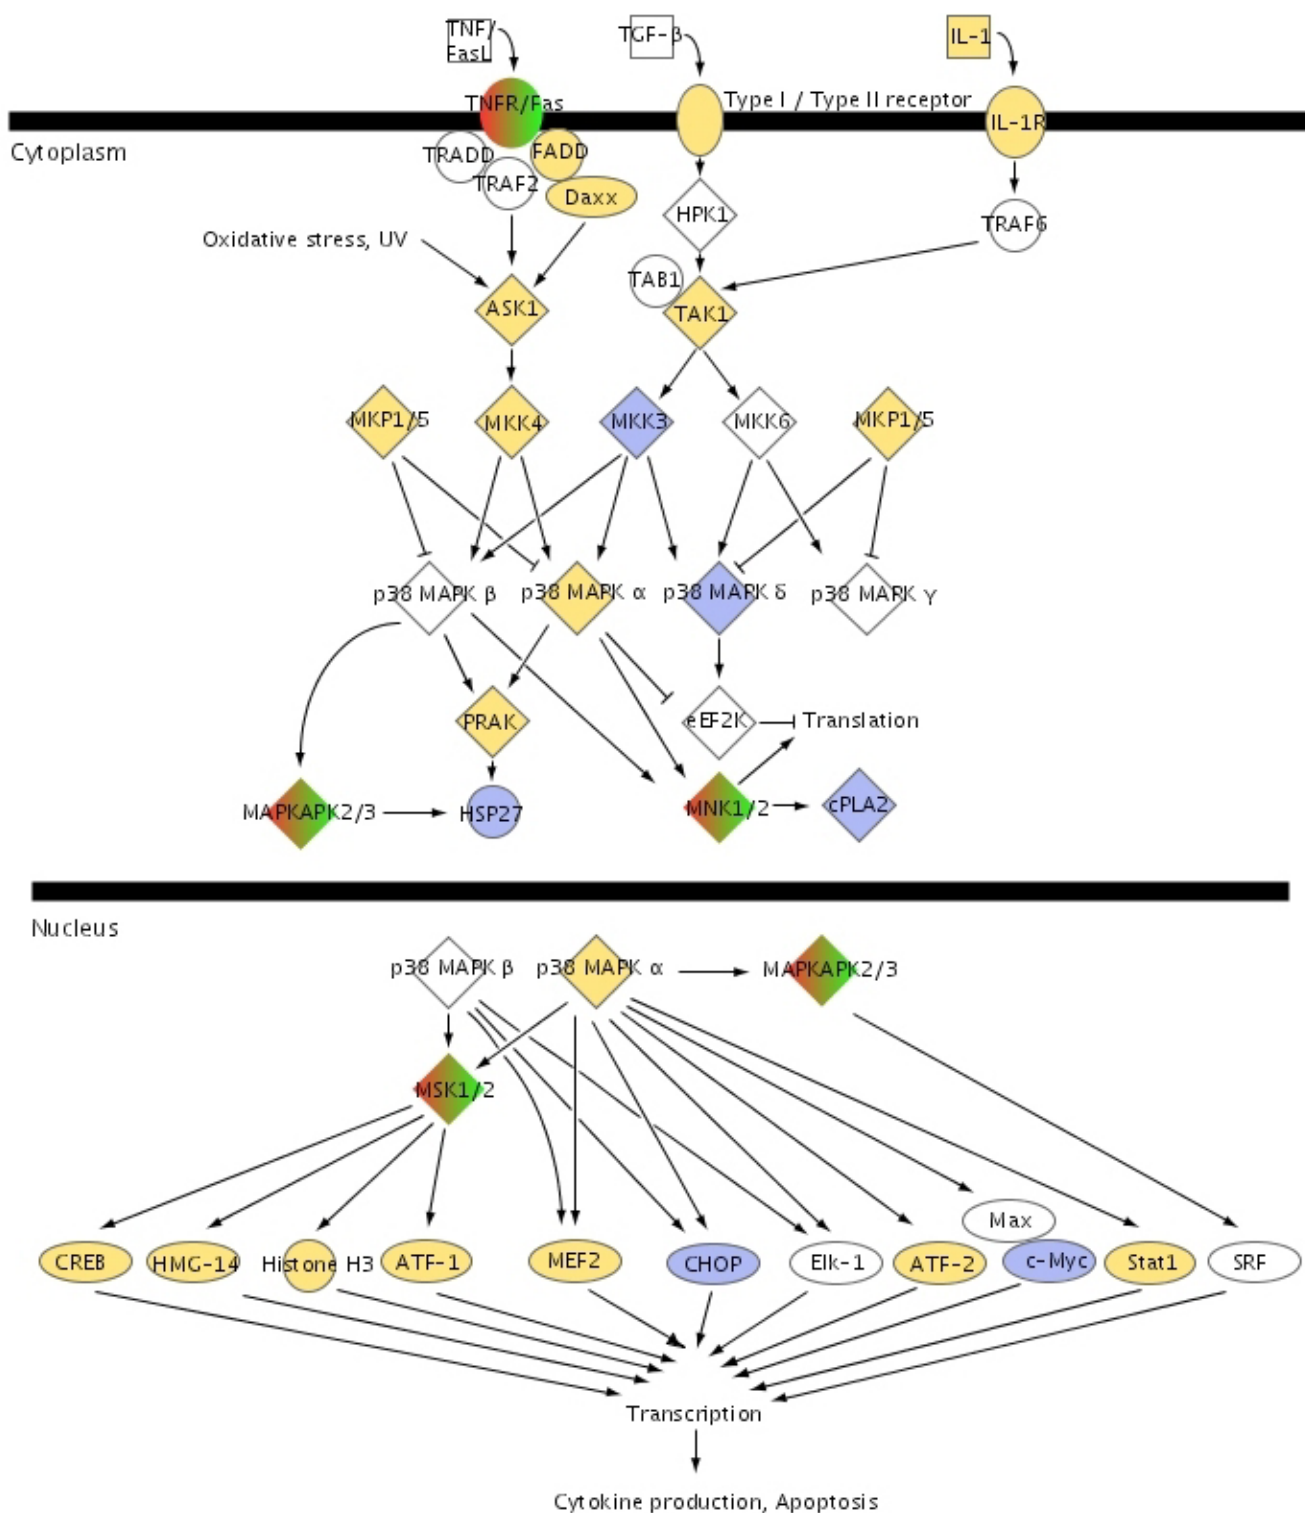 TNF/
FasL
TGF-β
IL-1
TNFR/Fas
Type I / Type II receptor
IL-1R
Cytoplasm
TRADD
FADD
TRAF2
Daxx
HPK1
TRAF6
Oxidative stress, UV
TAB1
ASK1
TAK1
MKP1/5
MKK4
MKK3
MKK6
MKP1/5
p38 MAPK β
p38 MAPK α
p38 MAPK δ
p38 MAPK γ
PRAK
eEF2K
Translation
MAPKAPK2/3
HSP27
MNK1/2
cPLA2
Nucleus
p38 MAPK β
p38 MAPK α
MAPKAPK2/3
MSK1/2
Max
CREB
HMG-14
Histone H3
ATF-1
MEF2
CHOP
Elk-1
ATF-2
c-Myc
Stat1
SRF
Transcription
Cytokine production, Apoptosis